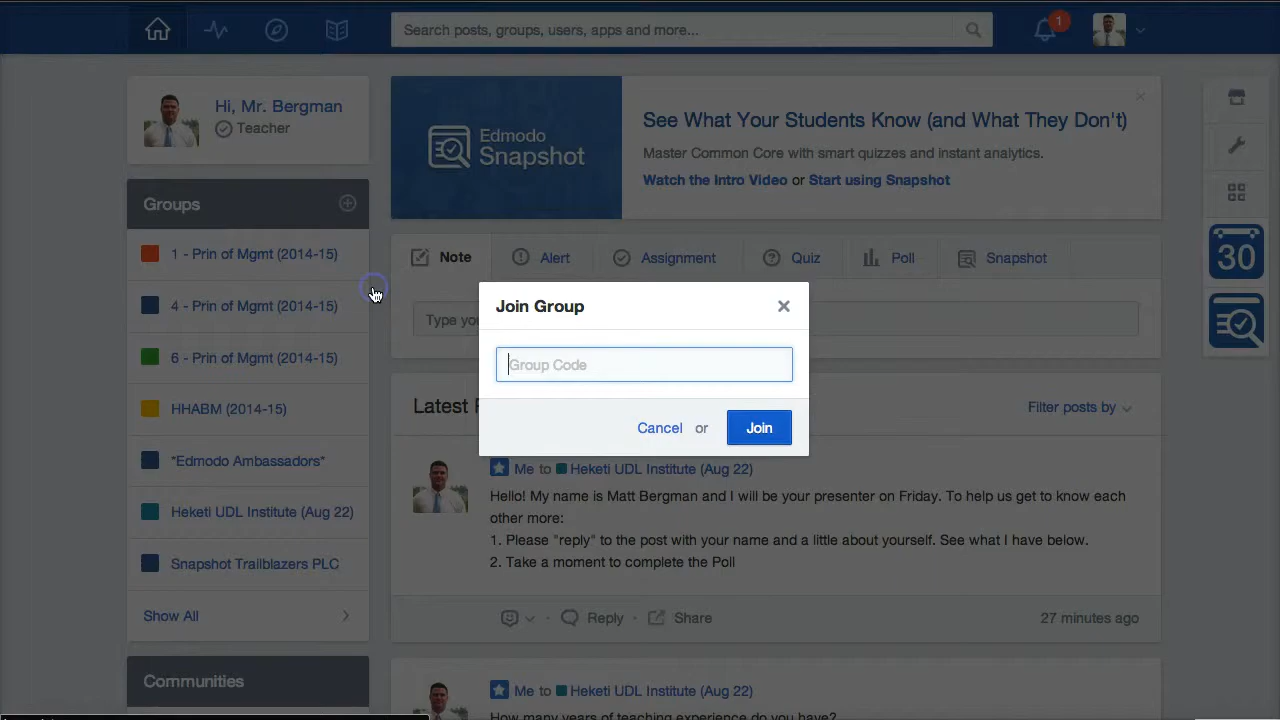 Search posts, groups, users, apps and more...
1
Hi, Mr. Bergman
Teacher
Groups
1 - Prin of Mgmt (2014-15)
4 - Prin of Mgmt (2014-15)
6 - Prin of Mgmt (2014-15)
HHABM (2014-15)
*Edmodo Ambassadors*
Heketi UDL Institute (Aug 22)
Snapshot Trailblazers PLC
Show All
Communities
Edmodo
Snapshot
See What Your Students Know (and What They Don't)
Master Common Core with smart quizzes and instant analytics.
Watch the Intro Video or Start using Snapshot
Note Alert Assignment Quiz Poll Snapshot
Type you
Join Group
Group Code
Cancel or Join
Latest
Filter posts by
Me to Heketi UDL Institute (Aug 22)
Hello! My name is Matt Bergman and I will be your presenter on Friday. To help us get to know each
other more:
1. Please "reply" to the post with your name and a little about yourself. See what I have below.
2. Take a moment to complete the Poll
Reply Share 27 minutes ago
Me to Heketi UDL Institute (Aug 22)
How many years of teaching experience do you have?
30